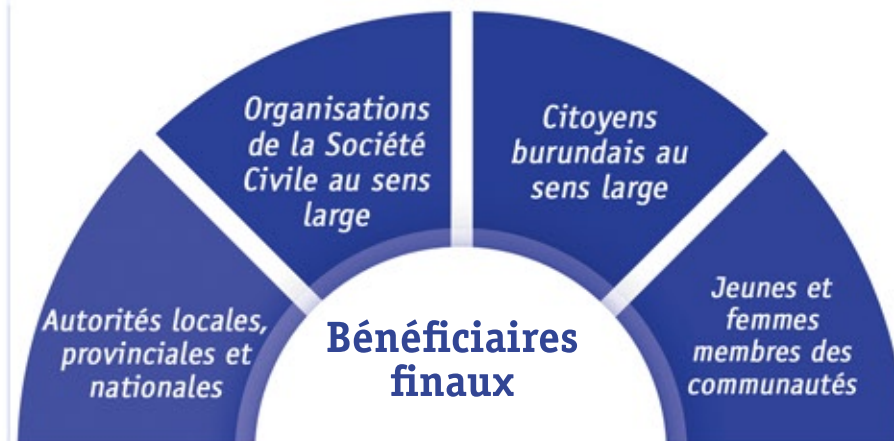 Organisations
de la Société
Civile au sens
large
Citoyens
burundais au
sens large
Autorités locales,
provinciales et
nationales
Jeunes et
femmes
membres des
communautés
Bénéficiaires
finaux